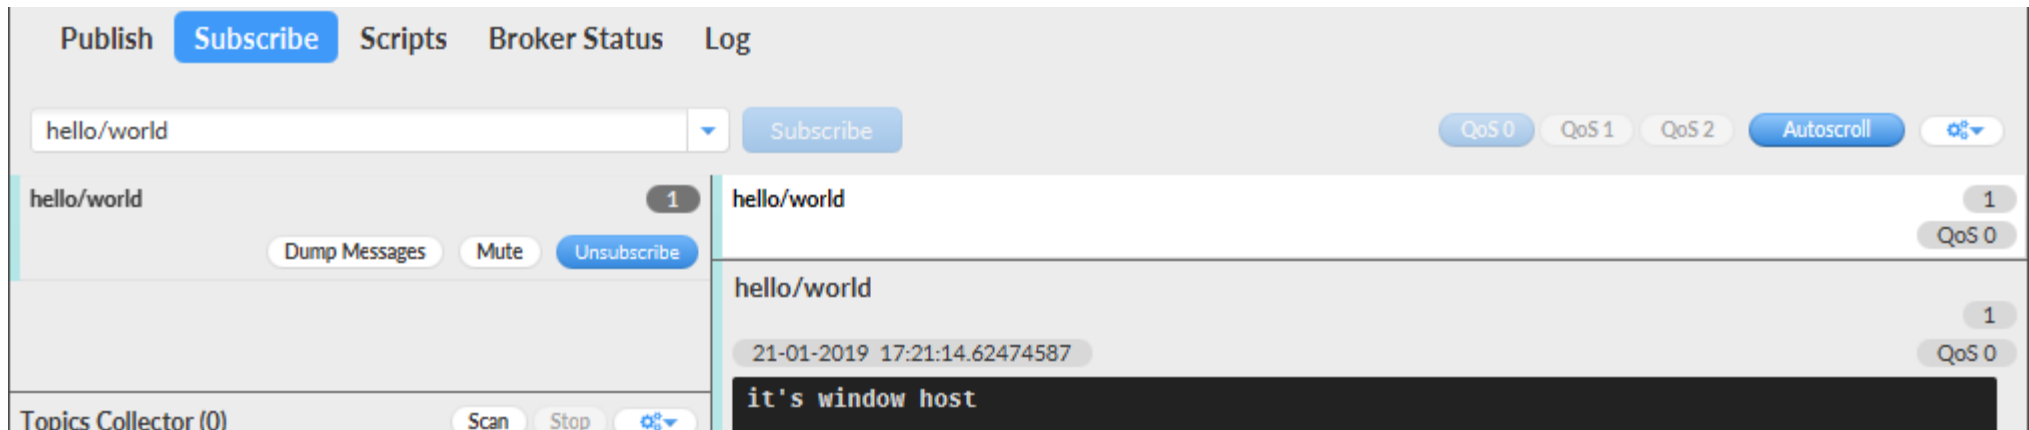 Publish Subscribe Scripts Broker Status Log
hello/world Subscribe QoS 0 QoS 1 QoS 2 Autoscroll
hello/world 1
Dump Messages Mute Unsubscribe
Topics Collector (0) Scan Stop
hello/world 1
QoS 0
hello/world
1
21-01-2019 17:21:14.62474587 QoS 0
it's window host